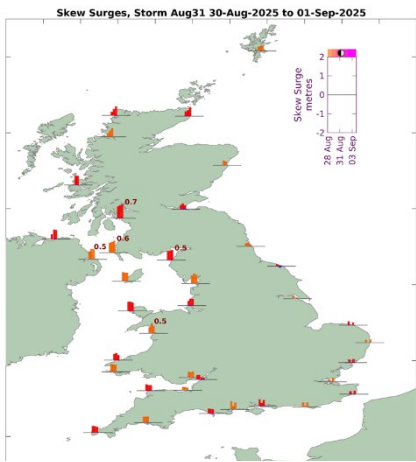 Skew Surges, Storm Aug31 30-Aug-2025 to 01-Sep-2025
Skew Surge
metres
2
1
0
-1
-2
28 Aug
31 Aug
03 Sep
0.7
0.6
0.5
0.5
0.5